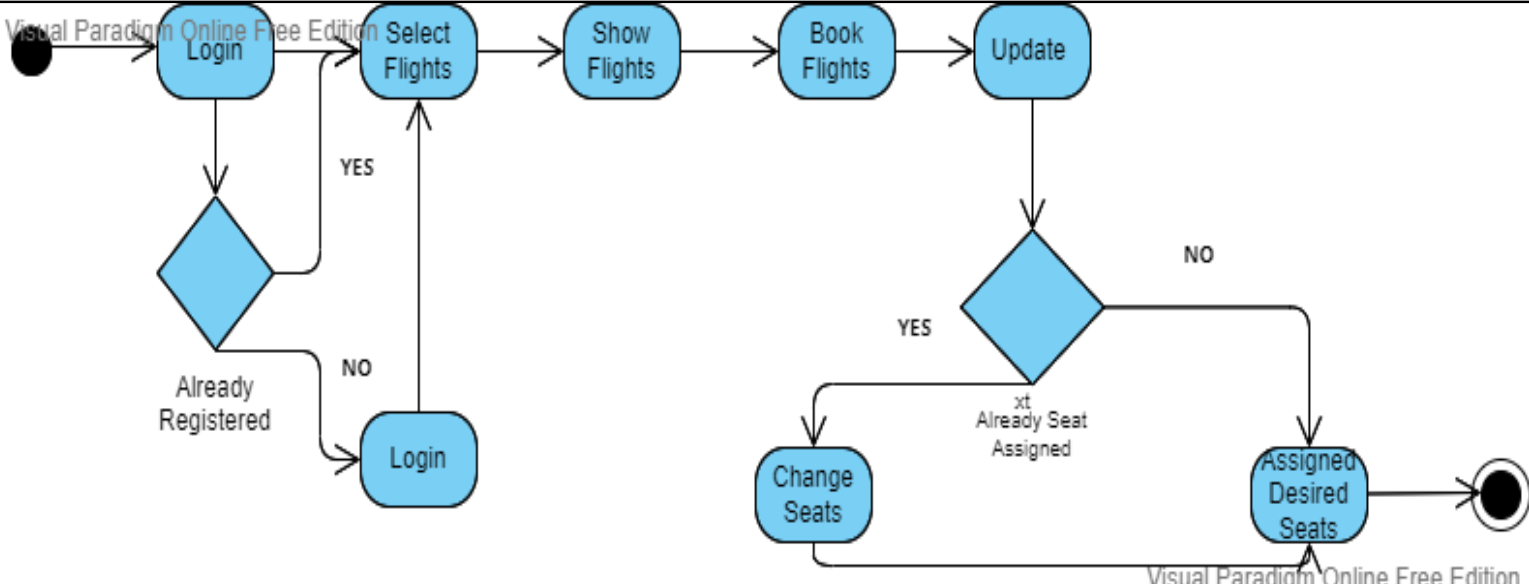 Visual Paradigm Online Free Edition
Login
Select
Flights
Show
Flights
Book
Flights
Update
YES
NO
Already
Registered
NO
Login
YES
xt
Already Seat
Assigned
Change
Seats
Assigned
Desired
Seats
Visual Paradigm Online Free Edition